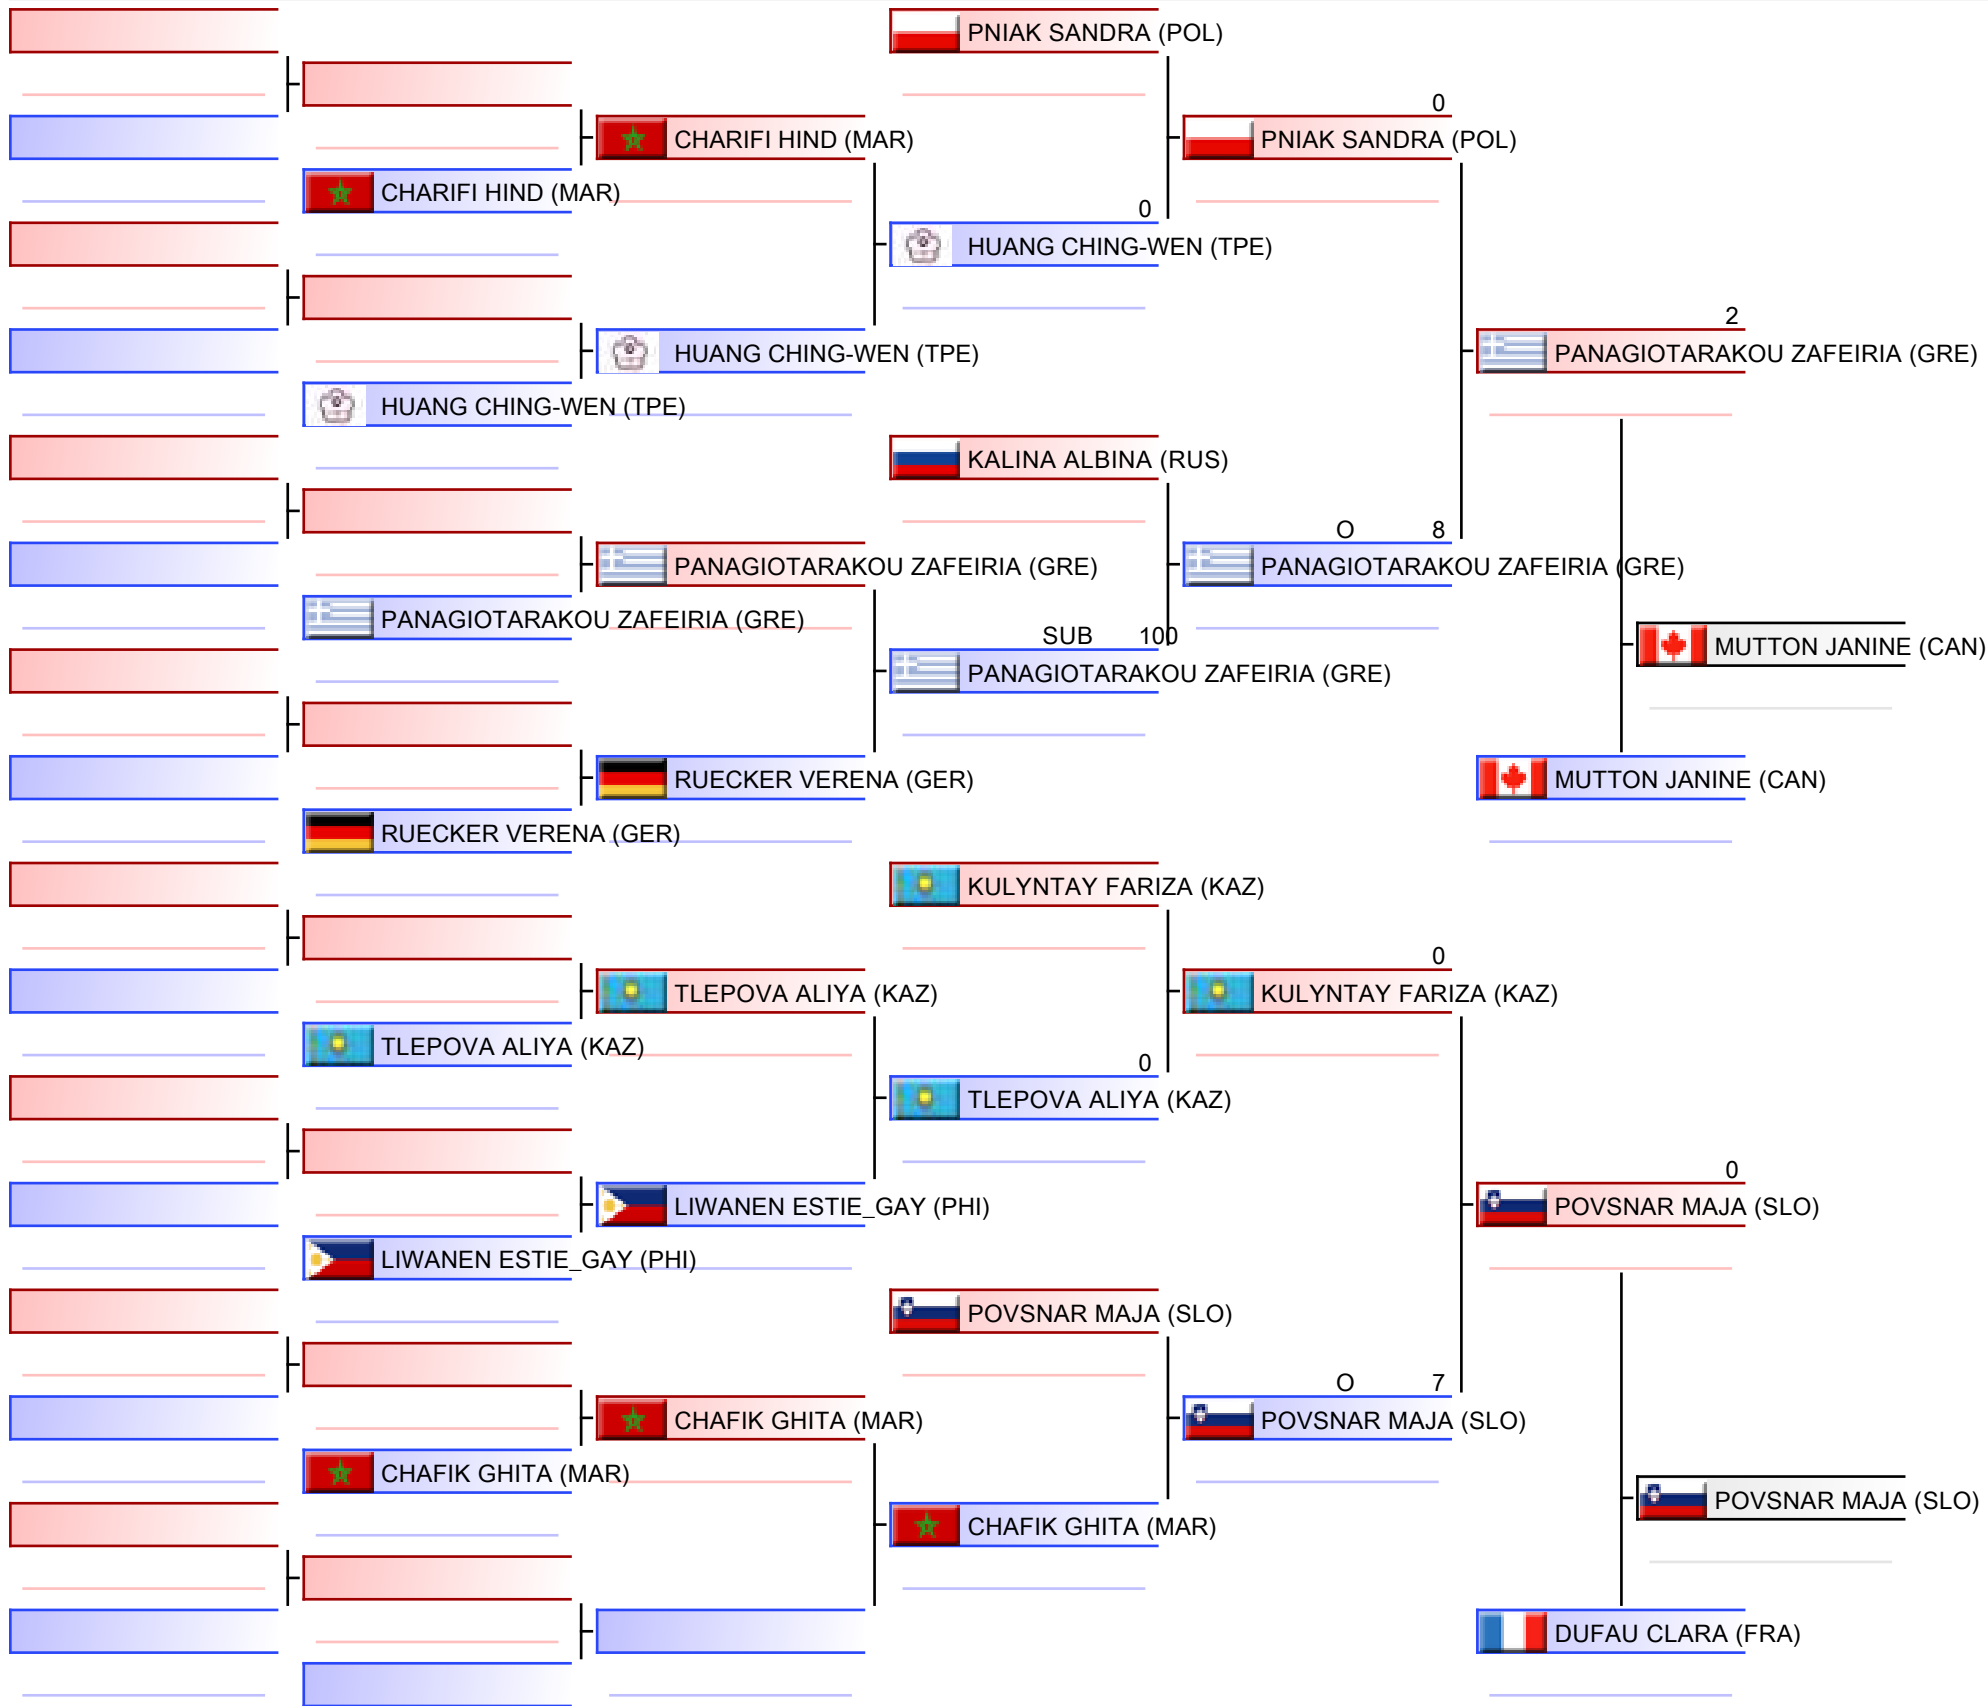 PNIAK SANDRA (POL)
0
CHARIFI HIND (MAR)
PNIAK SANDRA (POL)
CHARIFI HIND (MAR)
0
HUANG CHING-WEN (TPE)
2
HUANG CHING-WEN (TPE)
PANAGIOTARAKOU ZAFEIRIA (GRE)
HUANG CHING-WEN (TPE)
KALINA ALBINA (RUS)
O 8
PANAGIOTARAKOU ZAFEIRIA (GRE)
PANAGIOTARAKOU ZAFEIRIA (GRE)
PANAGIOTARAKOU ZAFEIRIA (GRE)
SUB 100
MUTTON JANINE (CAN)
PANAGIOTARAKOU ZAFEIRIA (GRE)
RUECKER VERENA (GER)
MUTTON JANINE (CAN)
RUECKER VERENA (GER)
KULYNTAY FARIZA (KAZ)
0
TLEPOVA ALIYA (KAZ)
KULYNTAY FARIZA (KAZ)
TLEPOVA ALIYA (KAZ)
0
TLEPOVA ALIYA (KAZ)
0
LIWANEN ESTIE_GAY (PHI)
POVSNAR MAJA (SLO)
LIWANEN ESTIE_GAY (PHI)
POVSNAR MAJA (SLO)
O 7
CHAFIK GHITA (MAR)
POVSNAR MAJA (SLO)
CHAFIK GHITA (MAR)
POVSNAR MAJA (SLO)
CHAFIK GHITA (MAR)
DUFAU CLARA (FRA)